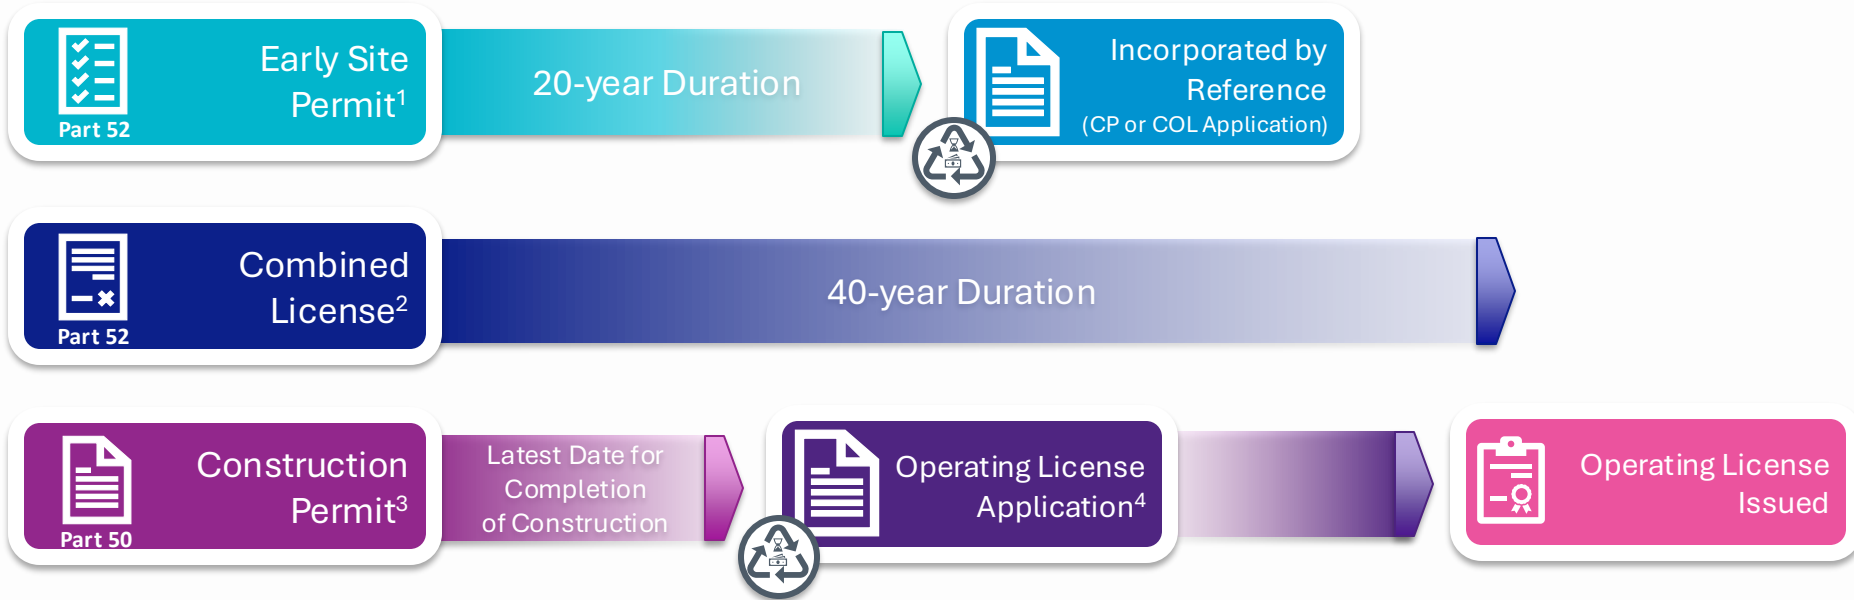 Early Site
Permit¹
Part 52
20-year Duration
Incorporated by
Reference
(CP or COL Application)
Combined
License²
Part 52
40-year Duration
Construction
Permit³
Part 50
Latest Date for
Completion
of Construction
Operating License
Application⁴
Operating License
Issued